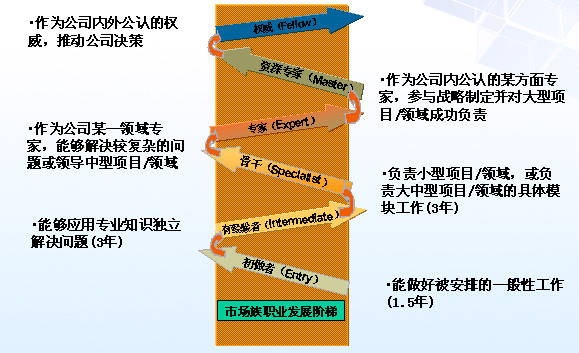 ·作为公司内外公认的权
威，推动公司决策
权威 (Fellow)
资深专家 (Master)
·作为公司内公认的某方面专
家，参与战略制定并对大型项
目/领域成功负责
·作为公司某一领域专
家，能够解决较复杂的问
题或领导中型项目/领域
专家 (Expert)
骨干 (Specialist)
·负责小型项目/领域，或负
责大中型项目/领域的具体模
块工作(3年)
·能够应用专业知识独立
解决问题(3年)
有经验者 (Intermediate)
初做者 (Entry)
·能做好被安排的一般性工作
(1.5年)
市场族职业发展阶梯